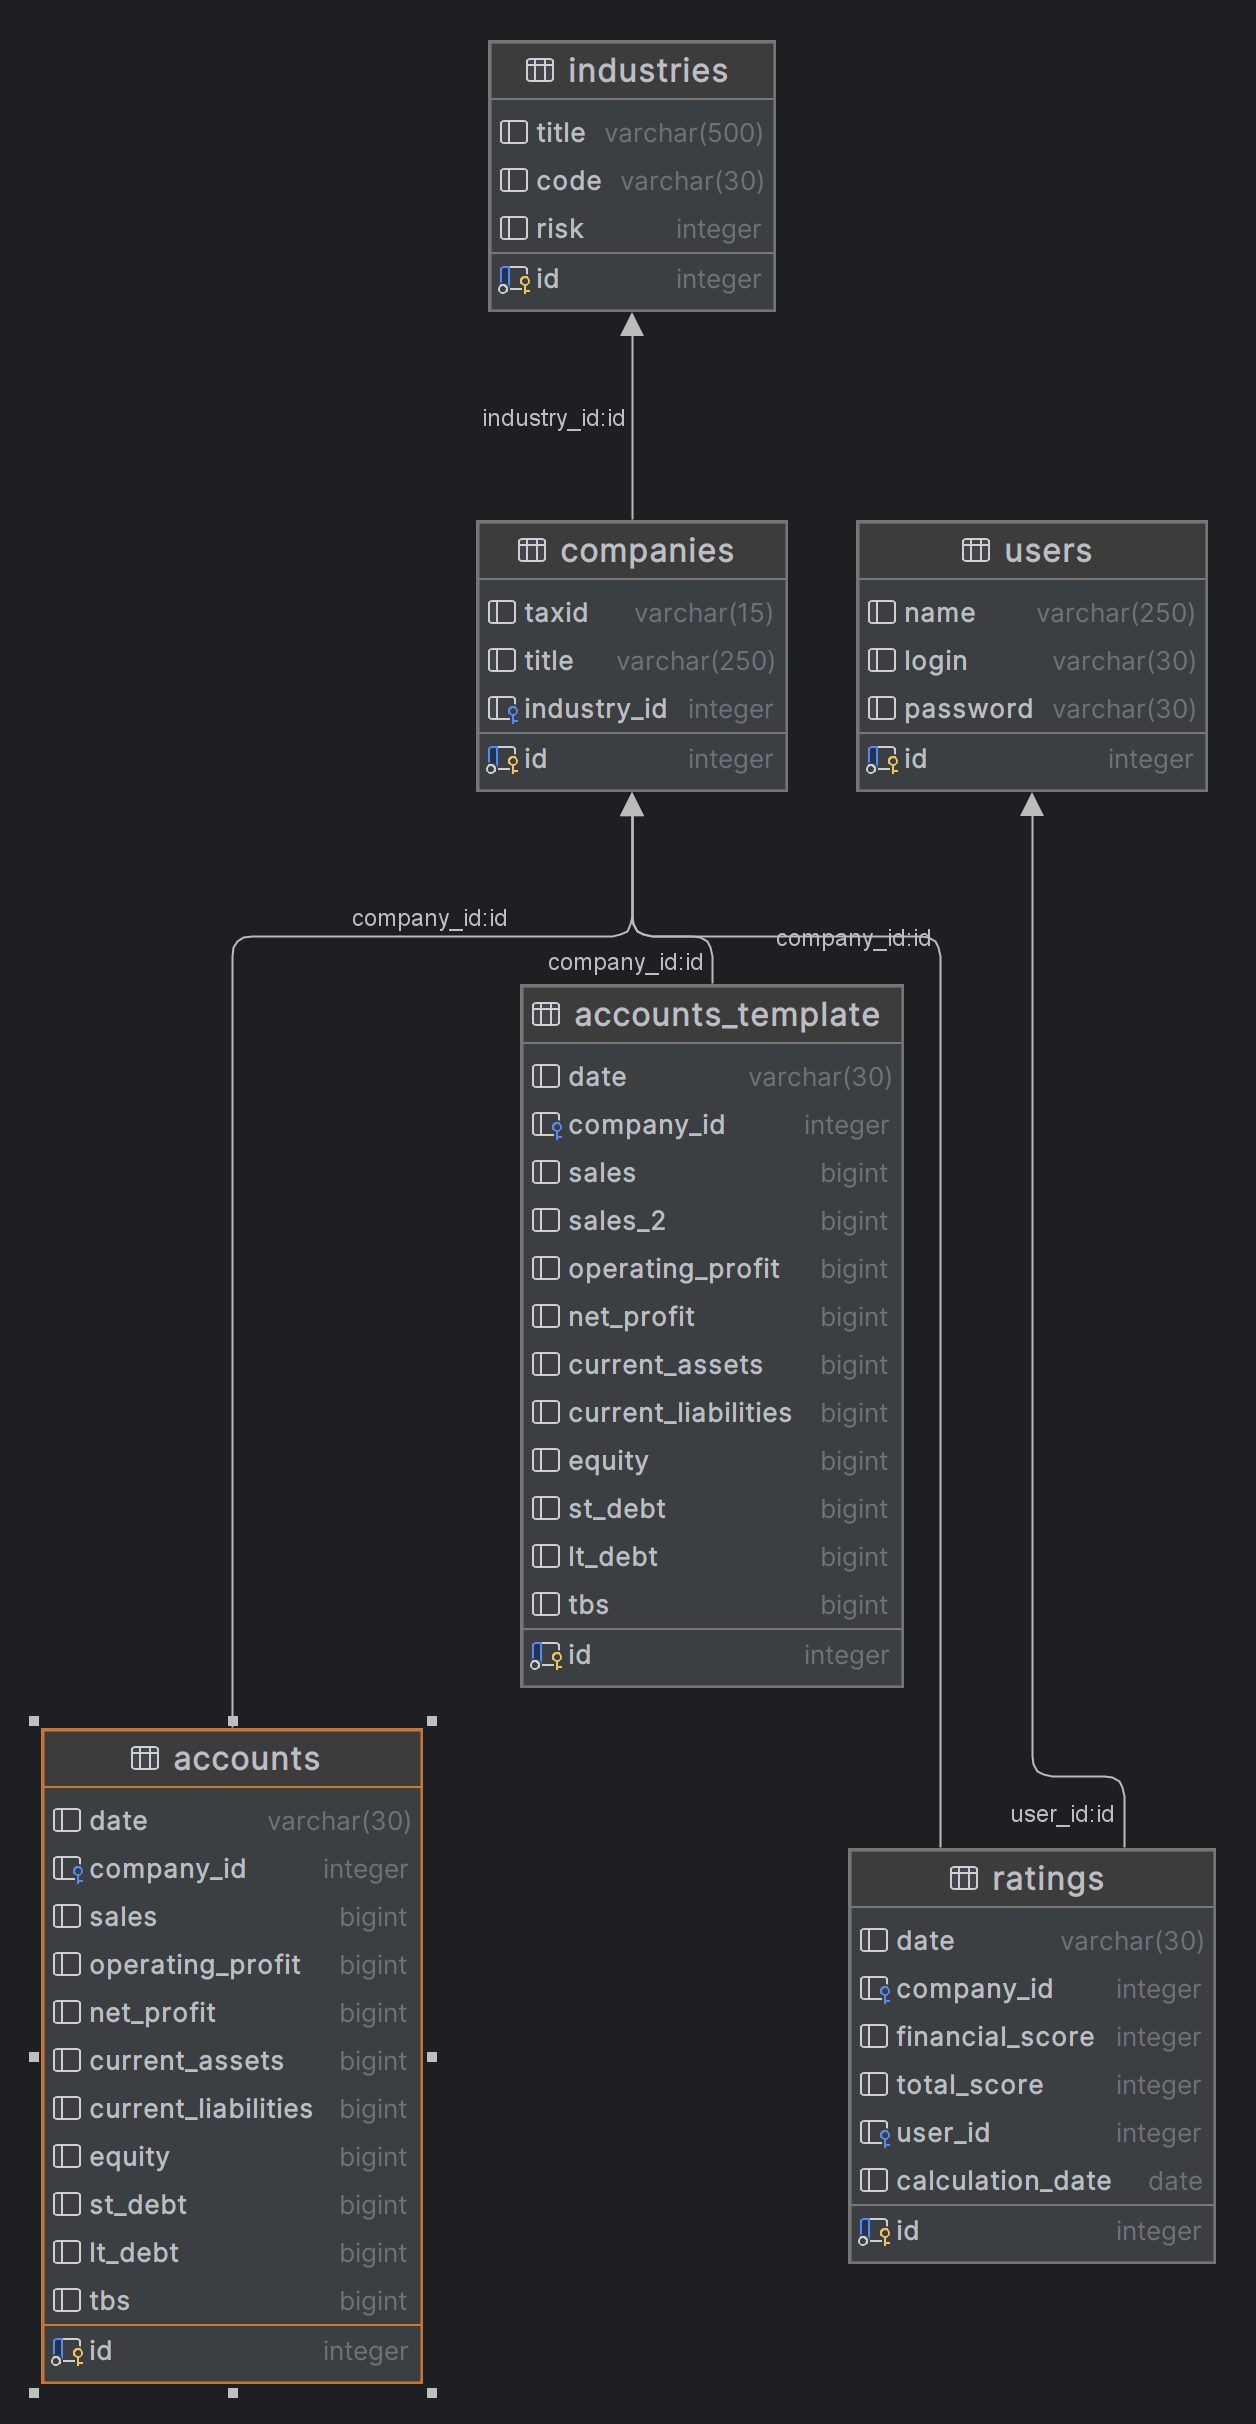 industries
title varchar(500)
code varchar(30)
risk integer
id integer
industry_id:id
companies
taxid varchar(15)
title varchar(250)
industry_id integer
id integer
users
name varchar(250)
login varchar(30)
password varchar(30)
id integer
company_id:id
company_id:id
company_id:id
accounts_template
date varchar(30)
company_id integer
sales bigint
sales_2 bigint
operating_profit bigint
net_profit bigint
current_assets bigint
current_liabilities bigint
equity bigint
st_debt bigint
lt_debt bigint
tbs bigint
id integer
accounts
date varchar(30)
company_id integer
sales bigint
operating_profit bigint
net_profit bigint
current_assets bigint
current_liabilities bigint
equity bigint
st_debt bigint
lt_debt bigint
tbs bigint
id integer
user_id:id
ratings
date varchar(30)
company_id integer
financial_score integer
total_score integer
user_id integer
calculation_date date
id integer